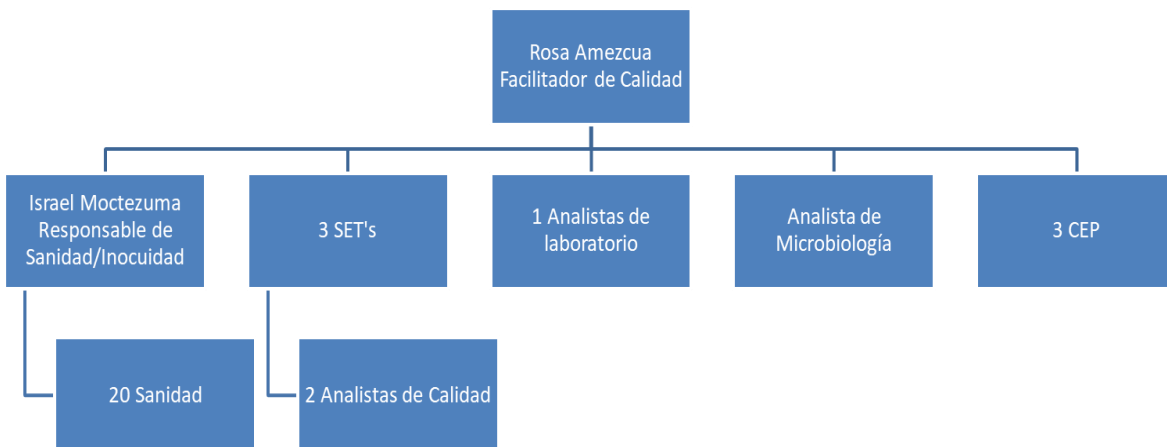 Rosa Amezcua
Facilitador de Calidad
Israel Moctezuma
Responsable de
Sanidad/Inocuidad
3 SET's
1 Analistas de
laboratorio
Analista de
Microbiología
3 CEP
20 Sanidad
2 Analistas de Calidad